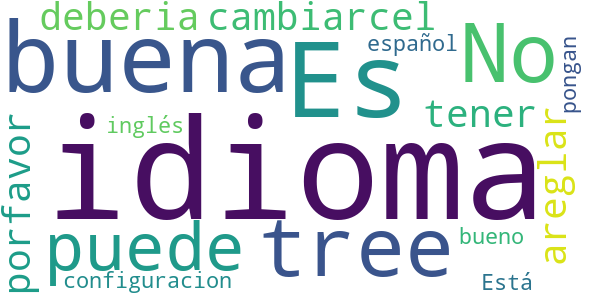 deberia cambiarcel
buena Es español No pongan
idioma tener areglar
inglés
porfavor puede tree bueno
configuracion Está